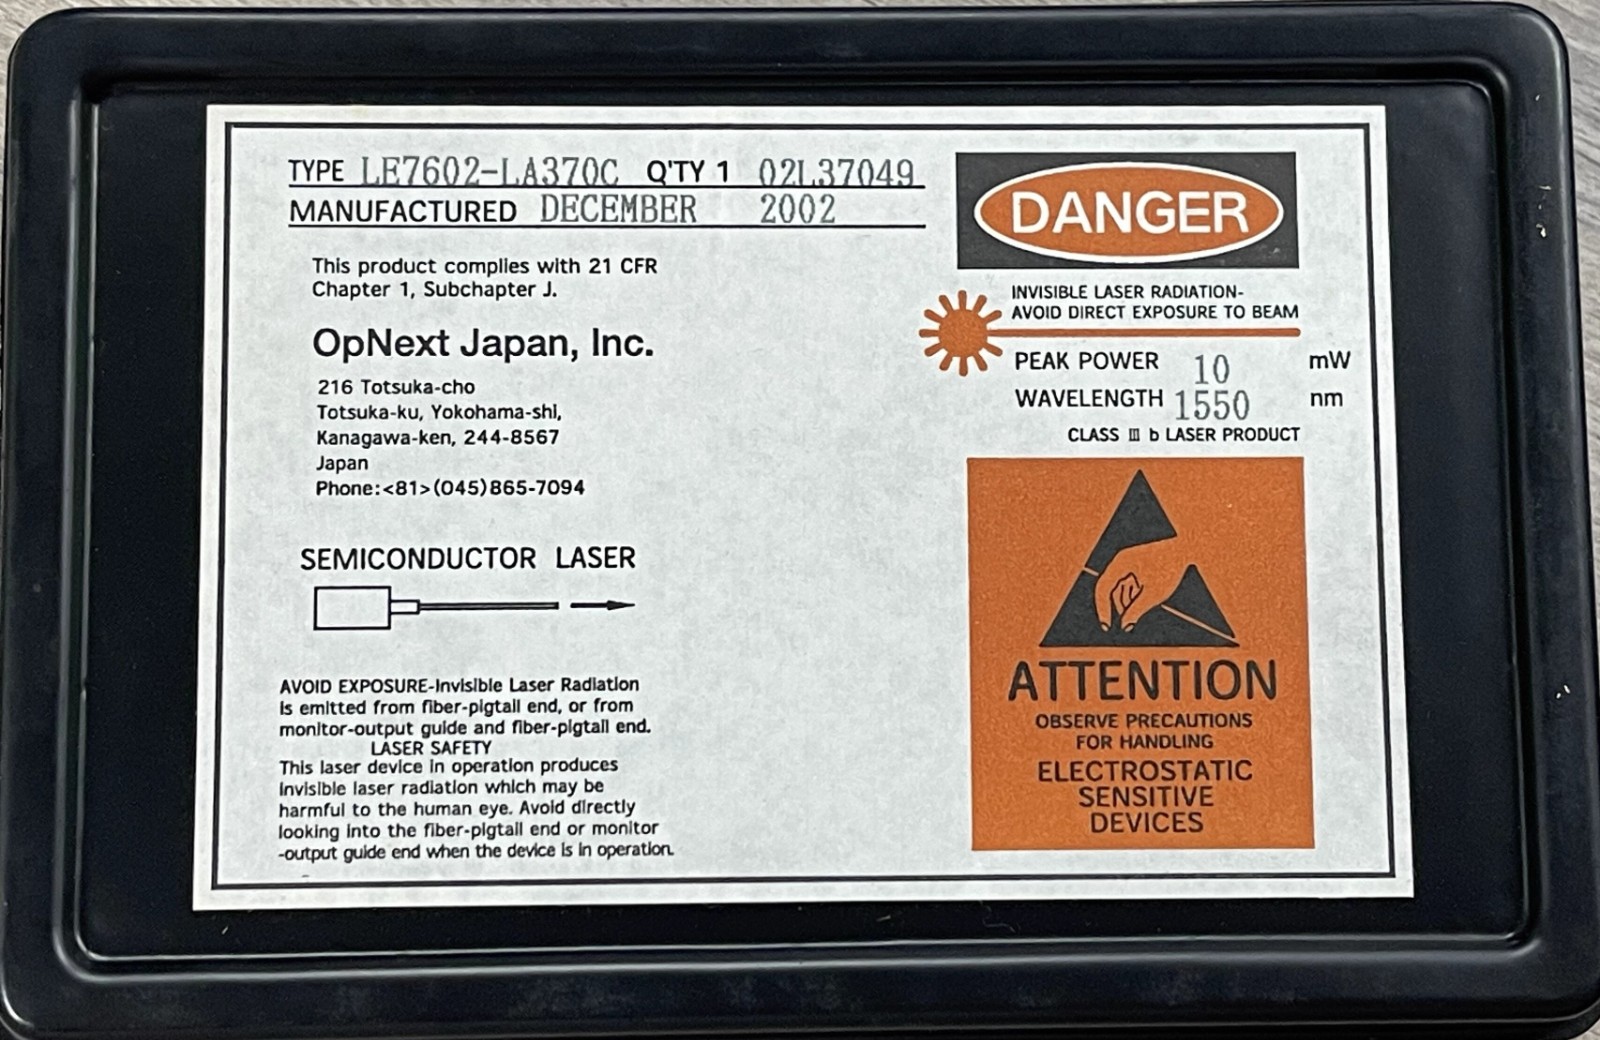 TYPE LE7602-LA370C Q'TY 1 02L37049
MANUFACTURED DECEMBER 2002
This product complies with 21 CFR
Chapter 1, Subchapter J.
OpNext Japan, Inc.
216 Totsuka-cho
Totsuka-ku, Yokohama-shi,
Kanagawa-ken, 244-8567
Japan
Phone:<81>(045)865-7094
SEMICONDUCTOR LASER
AVOID EXPOSURE-Invisible Laser Radiation
is emitted from fiber-pigtail end, or from
monitor-output guide and fiber-pigtail end.
LASER SAFETY
This laser device in operation produces
invisible laser radiation which may be
harmful to the human eye. Avoid directly
looking into the fiber-pigtail end or monitor
-output guide end when the device is in operation.
DANGER
INVISIBLE LASER RADIATION-
AVOID DIRECT EXPOSURE TO BEAM
PEAK POWER 10 mW
WAVELENGTH 1550 nm
CLASS Ⅲ b LASER PRODUCT
ATTENTION
OBSERVE PRECAUTIONS
FOR HANDLING
ELECTROSTATIC
SENSITIVE
DEVICES